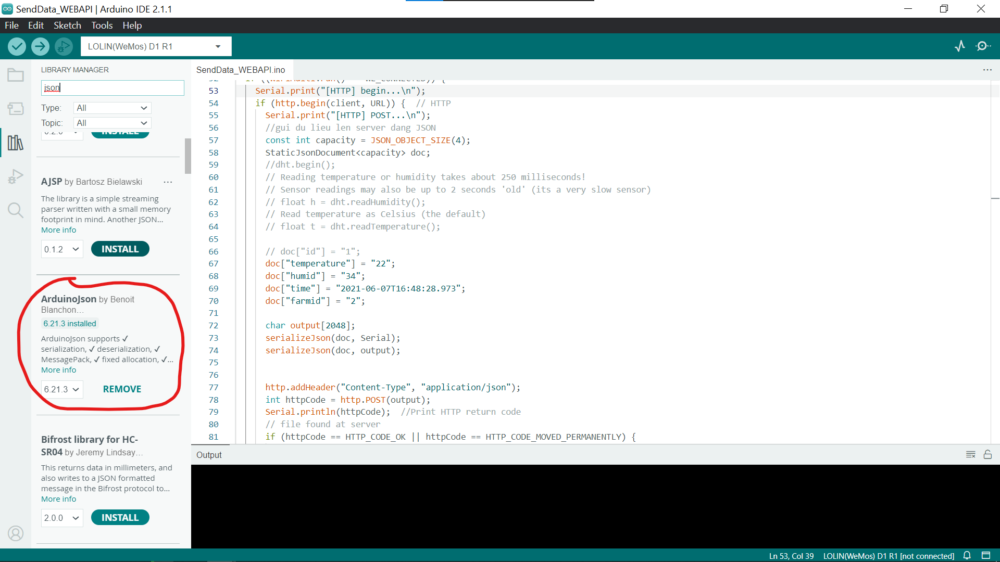 SendData_WEBAPI | Arduino IDE 2.1.1
File Edit Sketch Tools Help
LOLIN(WeMos) D1 R1
LIBRARY MANAGER
json
Type: All
Topic: All
INSTALL
AJSP by Bartosz Bielawski
The library is a simple streaming
parser written with a small memory
footprint in mind. Another JSON...
More info
0.1.2 INSTALL
ArduinoJson by Benoit
Blanchon...
6.21.3 installed
ArduinoJson supports ✔
serialization, ✔ deserialization, ✔
MessagePack, ✔ fixed allocation, ✔...
More info
6.21.3 REMOVE
Bifrost library for HC-
SR04 by Jeremy Lindsay...
This returns data in millimeters, and
also writes to a JSON formatted
message in the Bifrost protocol to...
More info
2.0.0 INSTALL
SendData_WEBAPI.ino
53 Serial.print("[HTTP] begin...\n");
54 if (http.begin(client, URL)) {  // HTTP
55 Serial.print("[HTTP] POST...\n");
56 //gui du lieu len server dang JSON
57 const int capacity = JSON_OBJECT_SIZE(4);
58 StaticJsonDocument<capacity> doc;
59 //dht.begin();
60 // Reading temperature or humidity takes about 250 milliseconds!
61 // Sensor readings may also be up to 2 seconds 'old' (its a very slow sensor)
62 // float h = dht.readHumidity();
63 // Read temperature as Celsius (the default)
64 // float t = dht.readTemperature();
65
66 // doc["id"] = "1";
67 doc["temperature"] = "22";
68 doc["humid"] = "34";
69 doc["time"] = "2021-06-07T16:48:28.973";
70 doc["farmid"] = "2";
71
72 char output[2048];
73 serializeJson(doc, Serial);
74 serializeJson(doc, output);
75
76
77 http.addHeader("Content-Type", "application/json");
78 int httpCode = http.POST(output);
79 Serial.println(httpCode);  //Print HTTP return code
80 // file found at server
81 if (httpCode == HTTP_CODE_OK || httpCode == HTTP_CODE_MOVED_PERMANENTLY) {
Output
Ln 53, Col 39 LOLIN(WeMos) D1 R1 [not connected]